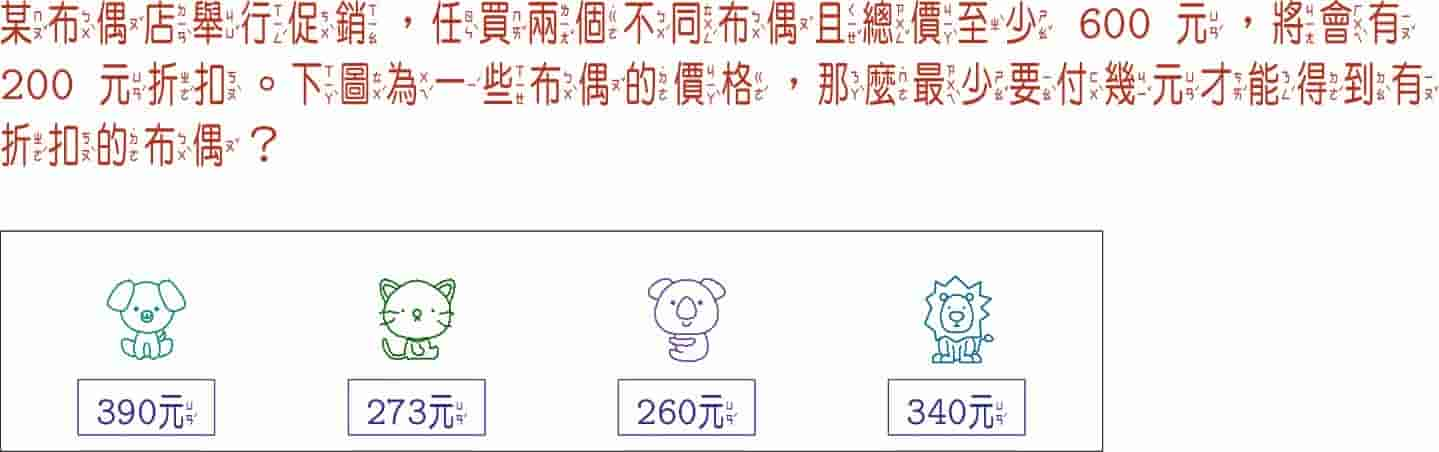 某布偶店舉行促銷，任買兩個不同布偶且總價至少 600 元，將會有
200 元折扣。下圖為一些布偶的價格，那麼最少要付幾元才能得到有
折扣的布偶？
390元 273元 260元 340元